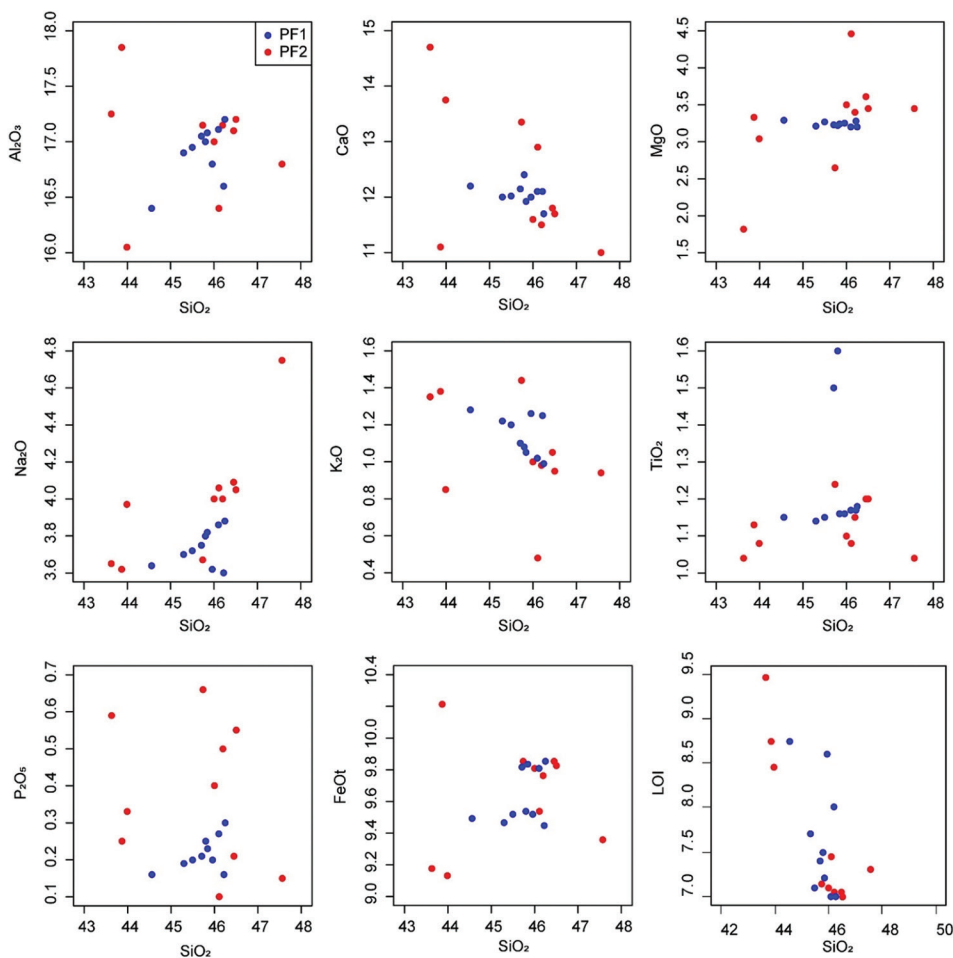 PF1
PF2
Al₂O₃
16.0 16.5 17.0 17.5 18.0
43 44 45 46 47 48
SiO₂
CaO
11 12 13 14 15
43 44 45 46 47 48
SiO₂
MgO
1.5 2.0 2.5 3.0 3.5 4.0 4.5
43 44 45 46 47 48
SiO₂
Na₂O
3.6 3.8 4.0 4.2 4.4 4.6 4.8
43 44 45 46 47 48
SiO₂
K₂O
0.4 0.6 0.8 1.0 1.2 1.4 1.6
43 44 45 46 47 48
SiO₂
TiO₂
1.0 1.1 1.2 1.3 1.4 1.5 1.6
43 44 45 46 47 48
SiO₂
P₂O₅
0.1 0.2 0.3 0.4 0.5 0.6 0.7
43 44 45 46 47 48
SiO₂
FeOt
9.0 9.2 9.4 9.6 9.8 10.0 10.4
43 44 45 46 47 48
SiO₂
LOI
7.0 7.5 8.0 8.5 9.0 9.5
42 44 46 48 50
SiO₂